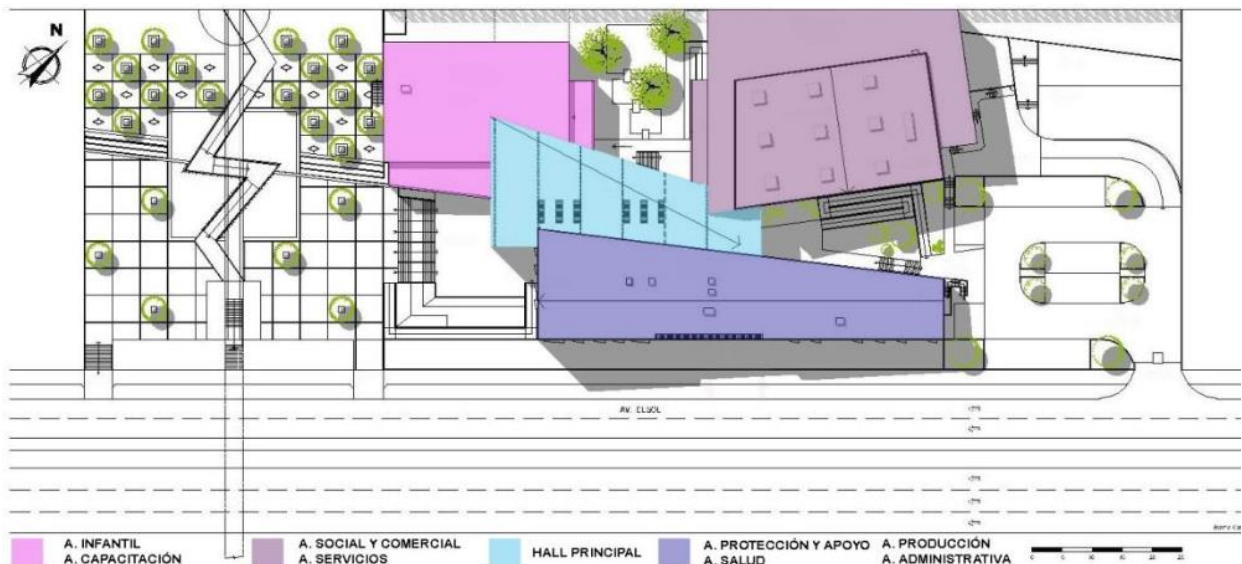 N
AV. ELSOL
A. INFANTIL
A. CAPACITACIÓN
A. SOCIAL Y COMERCIAL
A. SERVICIOS
HALL PRINCIPAL
A. PROTECCIÓN Y APOYO
A. SALUD
A. PRODUCCIÓN
A. ADMINISTRATIVA